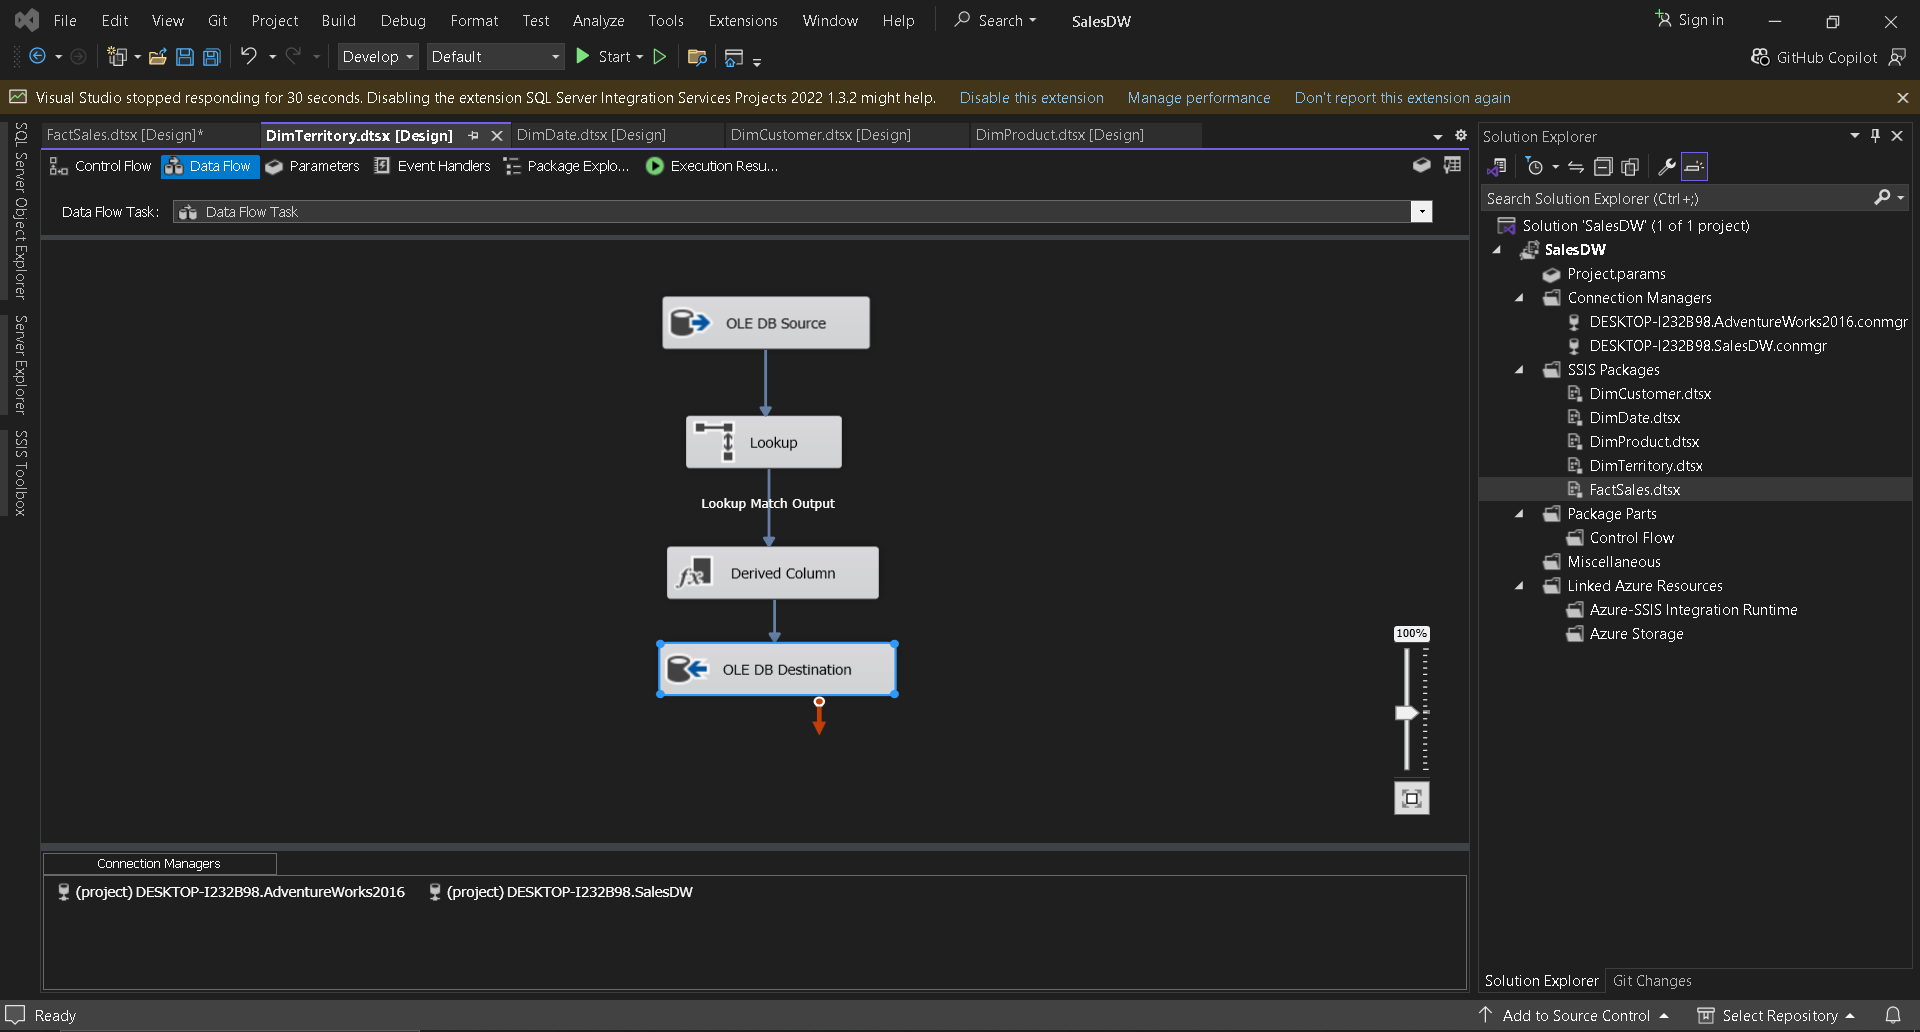 File Edit View Git Project Build Debug Format Test Analyze Tools Extensions Window Help Search SalesDW Sign in
Develop Default Start GitHub Copilot
Visual Studio stopped responding for 30 seconds. Disabling the extension SQL Server Integration Services Projects 2022 1.3.2 might help. Disable this extension Manage performance Don't report this extension again
SQL Server Object Explorer
Server Explorer
SSIS Toolbox
FactSales.dtsx [Design]* DimTerritory.dtsx [Design] DimDate.dtsx [Design] DimCustomer.dtsx [Design] DimProduct.dtsx [Design]
Control Flow Data Flow Parameters Event Handlers Package Explo... Execution Resu...
Data Flow Task: Data Flow Task
OLE DB Source
Lookup
Lookup Match Output
Derived Column
OLE DB Destination
100%
Connection Managers
(project) DESKTOP-I232B98.AdventureWorks2016 (project) DESKTOP-I232B98.SalesDW
Solution Explorer
Search Solution Explorer (Ctrl+;)
Solution 'SalesDW' (1 of 1 project)
SalesDW
Project.params
Connection Managers
DESKTOP-I232B98.AdventureWorks2016.conmgr
DESKTOP-I232B98.SalesDW.conmgr
SSIS Packages
DimCustomer.dtsx
DimDate.dtsx
DimProduct.dtsx
DimTerritory.dtsx
FactSales.dtsx
Package Parts
Control Flow
Miscellaneous
Linked Azure Resources
Azure-SSIS Integration Runtime
Azure Storage
Solution Explorer Git Changes
Ready Add to Source Control Select Repository